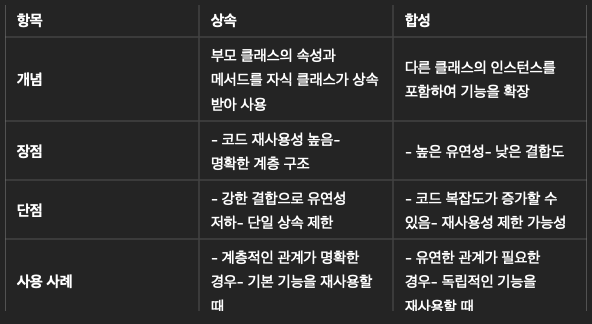 항목 상속 합성
개념
부모 클래스의 속성과
메서드를 자식 클래스가 상속
받아 사용
다른 클래스의 인스턴스를
포함하여 기능을 확장
장점
- 코드 재사용성 높음-
명확한 계층 구조
- 높은 유연성- 낮은 결합도
단점
- 강한 결합으로 유연성
저하- 단일 상속 제한
- 코드 복잡도가 증가할 수
있음- 재사용성 제한 가능성
사용 사례
- 계층적인 관계가 명확한
경우- 기본 기능을 재사용할
때
- 유연한 관계가 필요한
경우- 독립적인 기능을
재사용할 때